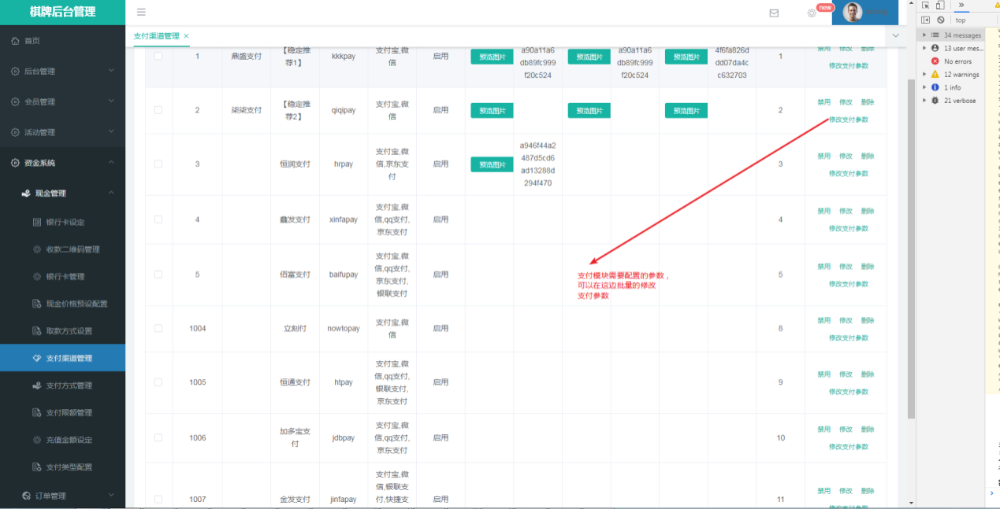 棋牌后台管理
new
首页
后台管理
会员管理
活动管理
资金系统
现金管理
银行卡设定
收款二维码管理
银行卡管理
现金价格预设配置
取款方式设置
支付渠道管理
支付方式管理
支付限额管理
充值金额设定
支付类型配置
订单管理
支付渠道管理 ×
1
鼎盛支付
【稳定推
荐1】
kkkpay
支付宝,微
信
启用
预览图片
a90a11a6
db89fc999
f20c524
预览图片
a90a11a6
db89fc999
f20c524
预览图片
4f6fa826d
dd07da4c
c632703
1
禁用 修改 删除
修改支付参数
2
柒柒支付
【稳定推
荐2】
qiqipay
支付宝,微
信
启用
预览图片
预览图片
预览图片
2
禁用 修改 删除
修改支付参数
3
恒润支付
hrpay
支付宝,微
信,京东支
付
启用
预览图片
a946f44a2
487d5cd6
ad13288d
294f470
3
禁用 修改 删除
修改支付参数
4
鑫发支付
xinfapay
支付宝,微
信,qq支付,
京东支付
启用
4
禁用 修改 删除
修改支付参数
5
佰富支付
baifupay
支付宝,微
信,qq支付,
京东支付,
银联支付
启用
5
禁用 修改 删除
修改支付参数
支付模块需要配置的参数，
可以在这边批量的修改
支付参数
1004
立刻付
nowtopay
支付宝,微
信
启用
8
禁用 修改 删除
修改支付参数
1005
恒通支付
htpay
支付宝,微
信,qq支付,
银联支付,
京东支付
启用
9
禁用 修改 删除
修改支付参数
1006
加多宝支
付
jdbpay
支付宝,微
信,qq支付,
京东支付
启用
10
禁用 修改 删除
修改支付参数
1007
金发支付
jinfapay
支付宝,微
信,银联支
付,快捷支
启用
11
禁用 修改 删除
修改支付参数
top
34 messages
13 user mes...
No errors
12 warnings
1 info
21 verbose